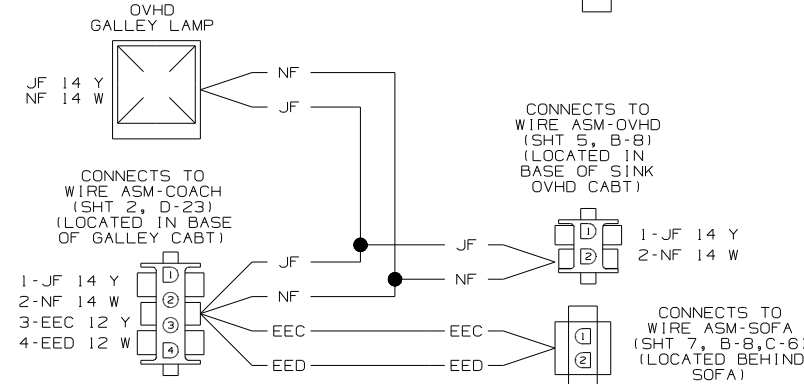 OVHD
GALLEY LAMP
JF 14 Y
NF 14 W
NF
JF
CONNECTS TO
WIRE ASM-OVHD
(SHT 5, B-8)
(LOCATED IN
BASE OF SINK
OVHD CABT)
CONNECTS TO
WIRE ASM-COACH
(SHT 2, D-23)
(LOCATED IN BASE
OF GALLEY CABT)
1-JF 14 Y
2-NF 14 W
3-EEC 12 Y
4-EED 12 W
1
2
3
4
JF
NF
EEC
EED
JF
NF
EEC
EED
1
2
1-JF 14 Y
2-NF 14 W
1
2
CONNECTS TO
WIRE ASM-SOFA
(SHT 7, B-8,C-6)
(LOCATED BEHIND
SOFA)